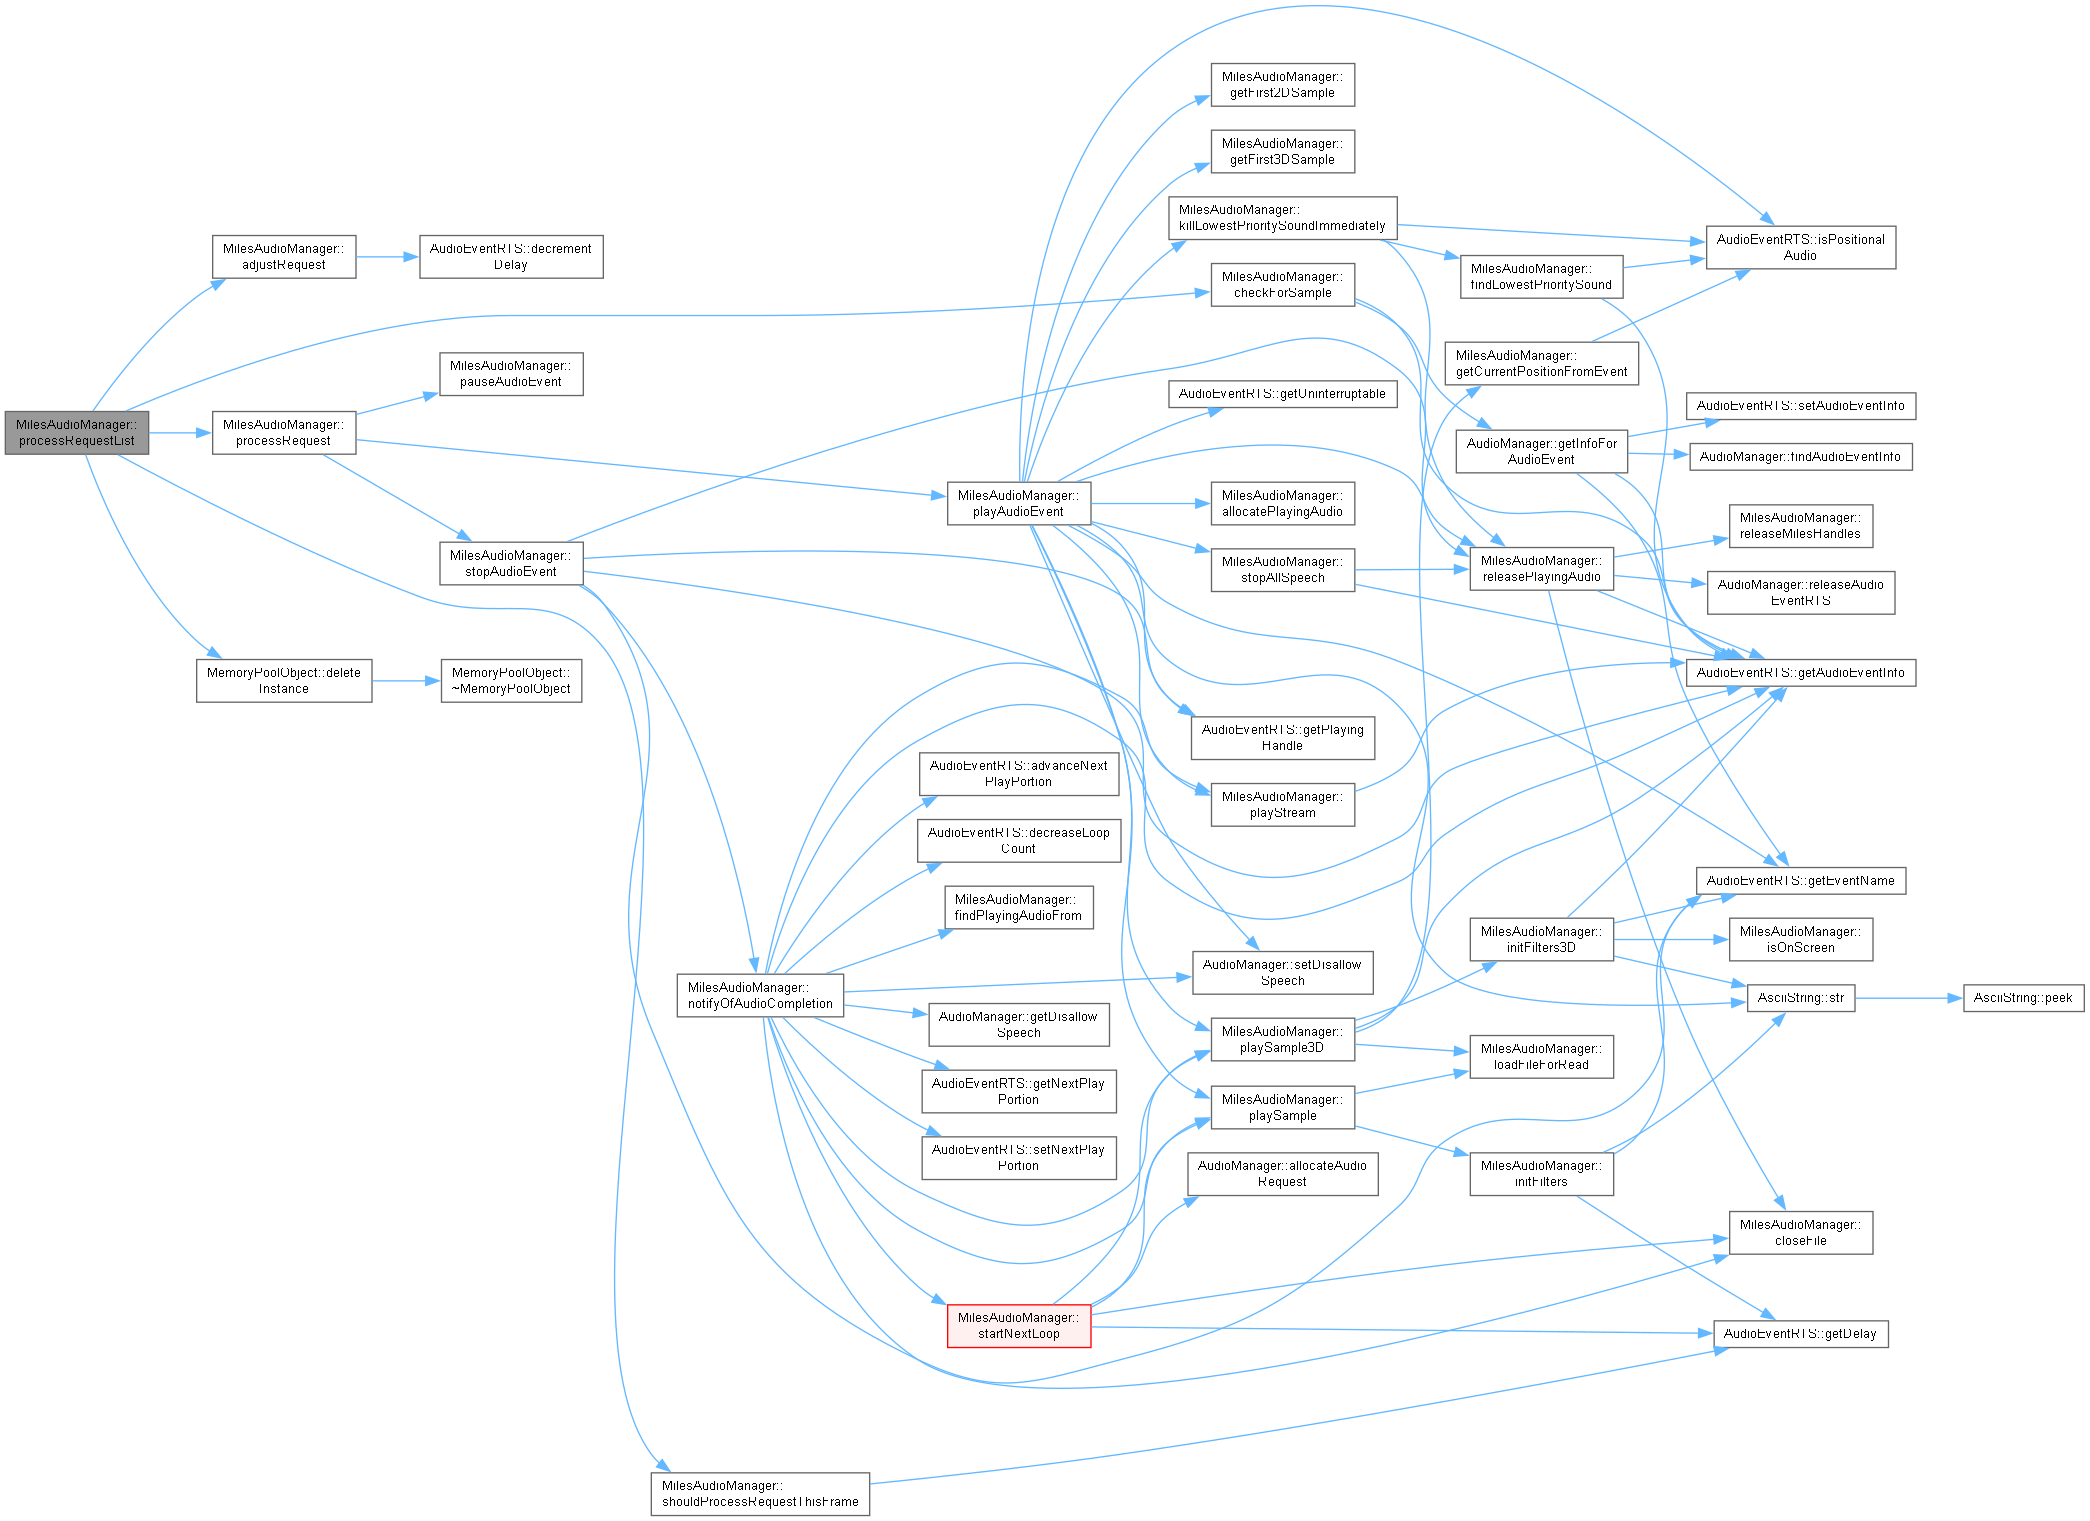 MilesAudioManager::
processRequestList
MilesAudioManager::
adjustRequest
AudioEventRTS::decrement
Delay
MilesAudioManager::
processRequest
MilesAudioManager::
pauseAudioEvent
MilesAudioManager::
stopAudioEvent
MemoryPoolObject::delete
Instance
MemoryPoolObject::
~MemoryPoolObject
MilesAudioManager::
shouldProcessRequestThisFrame
MilesAudioManager::
notifyOfAudioCompletion
MilesAudioManager::
playAudioEvent
AudioEventRTS::advanceNext
PlayPortion
AudioEventRTS::decreaseLoop
Count
MilesAudioManager::
findPlayingAudioFrom
AudioManager::getDisallow
Speech
AudioEventRTS::getNextPlay
Portion
AudioEventRTS::setNextPlay
Portion
MilesAudioManager::
startNextLoop
MilesAudioManager::
getFirst2DSample
MilesAudioManager::
getFirst3DSample
MilesAudioManager::
killLowestPrioritySoundImmediately
MilesAudioManager::
checkForSample
AudioEventRTS::getUninterruptable
MilesAudioManager::
allocatePlayingAudio
MilesAudioManager::
stopAllSpeech
AudioEventRTS::getPlaying
Handle
MilesAudioManager::
playStream
AudioManager::setDisallow
Speech
MilesAudioManager::
playSample3D
MilesAudioManager::
playSample
AudioManager::allocateAudio
Request
MilesAudioManager::
findLowestPrioritySound
MilesAudioManager::
getCurrentPositionFromEvent
AudioManager::getInfoFor
AudioEvent
MilesAudioManager::
releasePlayingAudio
MilesAudioManager::
initFilters3D
MilesAudioManager::
loadFileForRead
MilesAudioManager::
initFilters
AudioEventRTS::isPositional
Audio
AudioEventRTS::setAudioEventInfo
AudioManager::findAudioEventInfo
MilesAudioManager::
releaseMilesHandles
AudioManager::releaseAudio
EventRTS
AudioEventRTS::getAudioEventInfo
AudioEventRTS::getEventName
MilesAudioManager::
isOnScreen
AsciiString::str
AsciiString::peek
MilesAudioManager::
closeFile
AudioEventRTS::getDelay